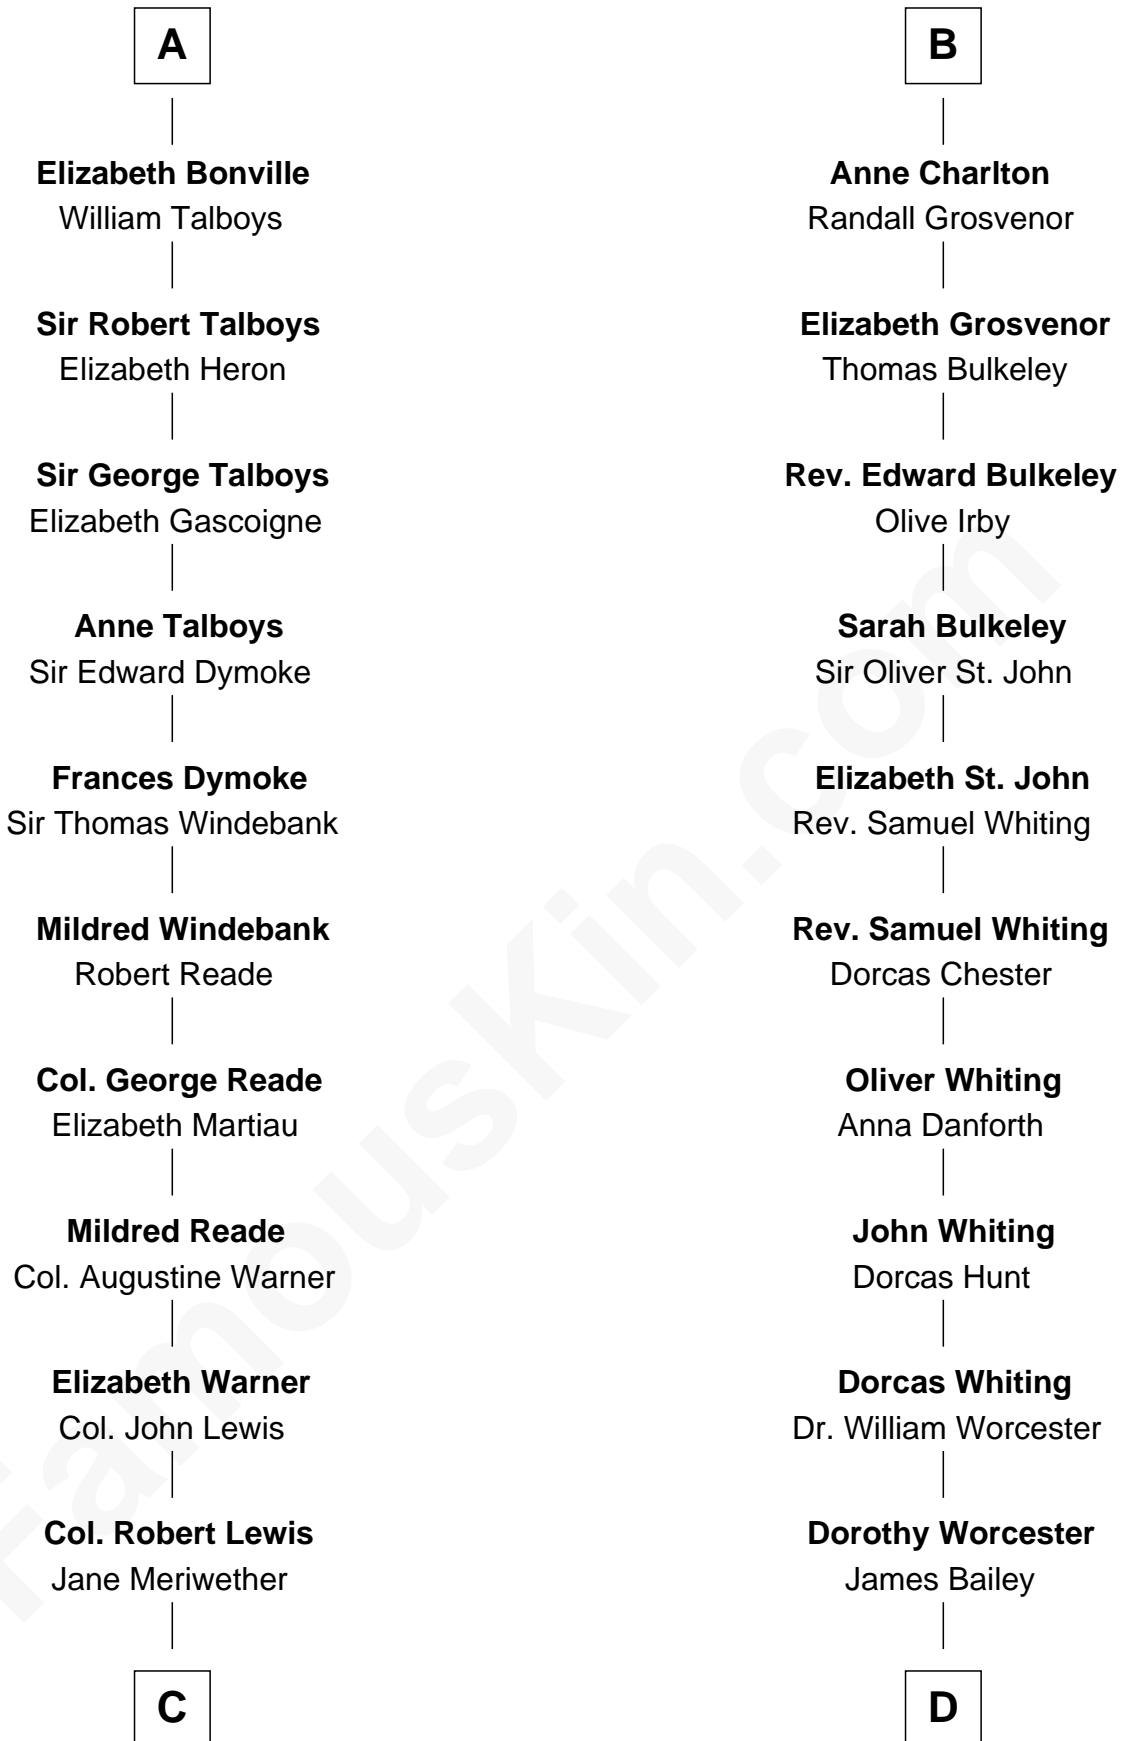 A
B
Elizabeth Bonville
William Talboys
Anne Charlton
Randall Grosvenor
Sir Robert Talboys
Elizabeth Heron
Elizabeth Grosvenor
Thomas Bulkeley
Sir George Talboys
Elizabeth Gascoigne
Rev. Edward Bulkeley
Olive Irby
Anne Talboys
Sir Edward Dymoke
Sarah Bulkeley
Sir Oliver St. John
Frances Dymoke
Sir Thomas Windebank
Elizabeth St. John
Rev. Samuel Whiting
Mildred Windebank
Robert Reade
Rev. Samuel Whiting
Dorcas Chester
Col. George Reade
Elizabeth Martiau
Oliver Whiting
Anna Danforth
Mildred Reade
Col. Augustine Warner
John Whiting
Dorcas Hunt
Elizabeth Warner
Col. John Lewis
Dorcas Whiting
Dr. William Worcester
Col. Robert Lewis
Jane Meriwether
Dorothy Worcester
James Bailey
C
D
FamousKin.com